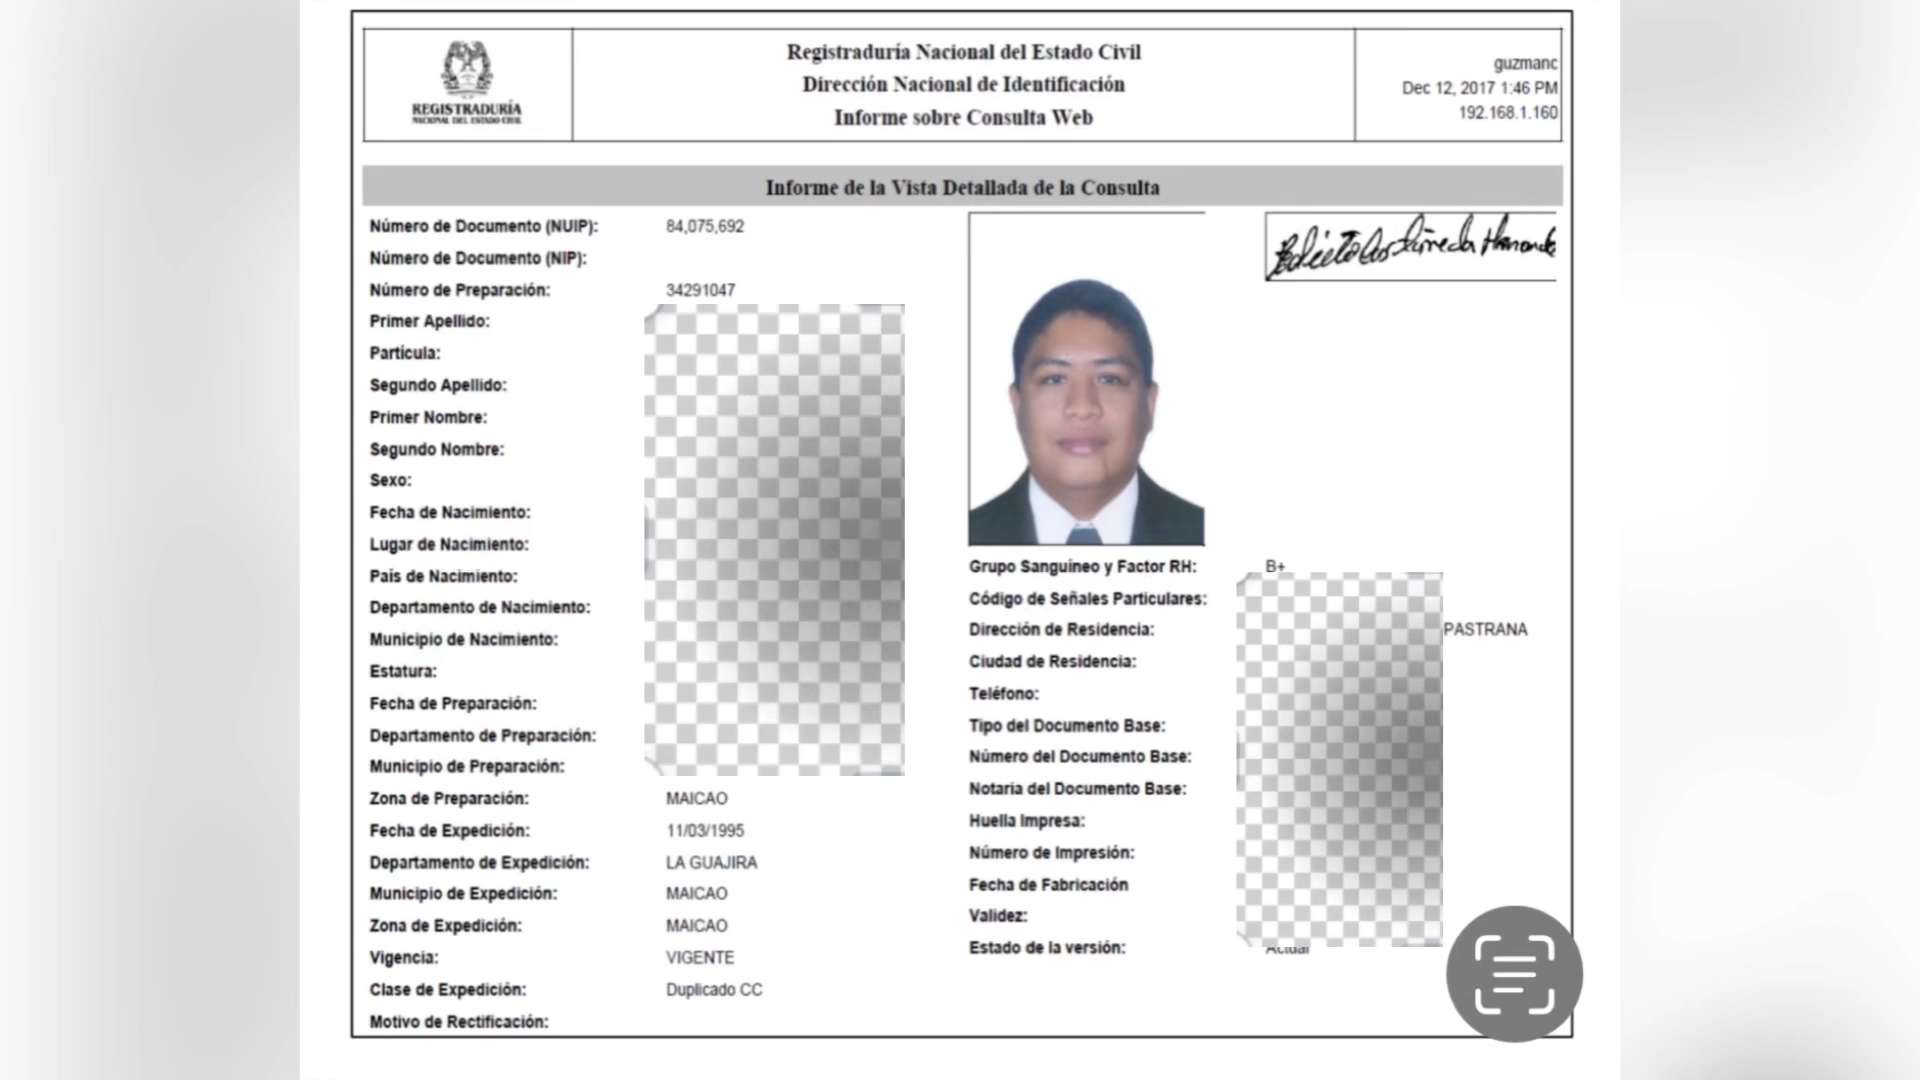 REGISTRADURÍA
NACIONAL DEL ESTADO CIVIL
Registraduría Nacional del Estado Civil
Dirección Nacional de Identificación
Informe sobre Consulta Web
guzmanc
Dec 12, 2017 1:46 PM
192.168.1.160
Informe de la Vista Detallada de la Consulta
Número de Documento (NUIP): 84,075,692
Número de Documento (NIP):
Número de Preparación: 34291047
Primer Apellido:
Partícula:
Segundo Apellido:
Primer Nombre:
Segundo Nombre:
Sexo:
Fecha de Nacimiento:
Lugar de Nacimiento:
País de Nacimiento:
Departamento de Nacimiento:
Municipio de Nacimiento:
Estatura:
Fecha de Preparación:
Departamento de Preparación:
Municipio de Preparación:
Zona de Preparación: MAICAO
Fecha de Expedición: 11/03/1995
Departamento de Expedición: LA GUAJIRA
Municipio de Expedición: MAICAO
Zona de Expedición: MAICAO
Vigencia: VIGENTE
Clase de Expedición: Duplicado CC
Motivo de Rectificación:
Grupo Sanguíneo y Factor RH: B+
Código de Señales Particulares:
Dirección de Residencia: PASTRANA
Ciudad de Residencia:
Teléfono:
Tipo del Documento Base:
Número del Documento Base:
Notaria del Documento Base:
Huella Impresa:
Número de Impresión:
Fecha de Fabricación
Validez:
Estado de la versión: Actual